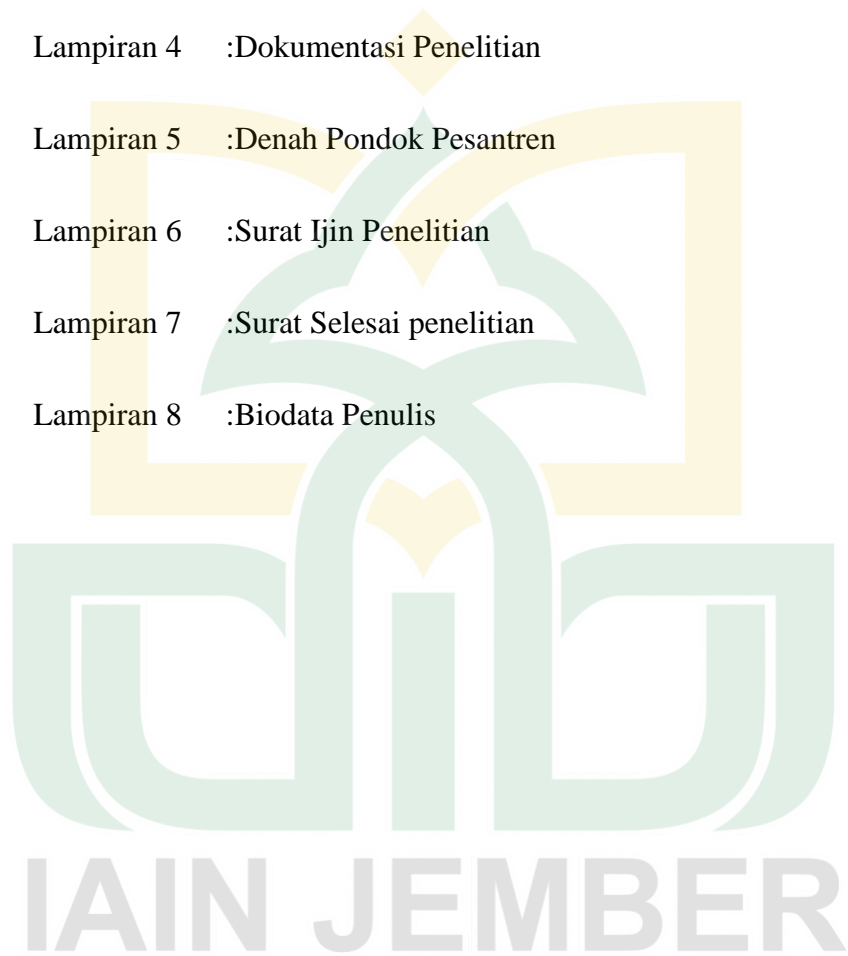 Lampiran 4 :Dokumentasi Penelitian
Lampiran 5 :Denah Pondok Pesantren
Lampiran 6 :Surat Ijin Penelitian
Lampiran 7 :Surat Selesai penelitian
Lampiran 8 :Biodata Penulis
IAIN JEMBER